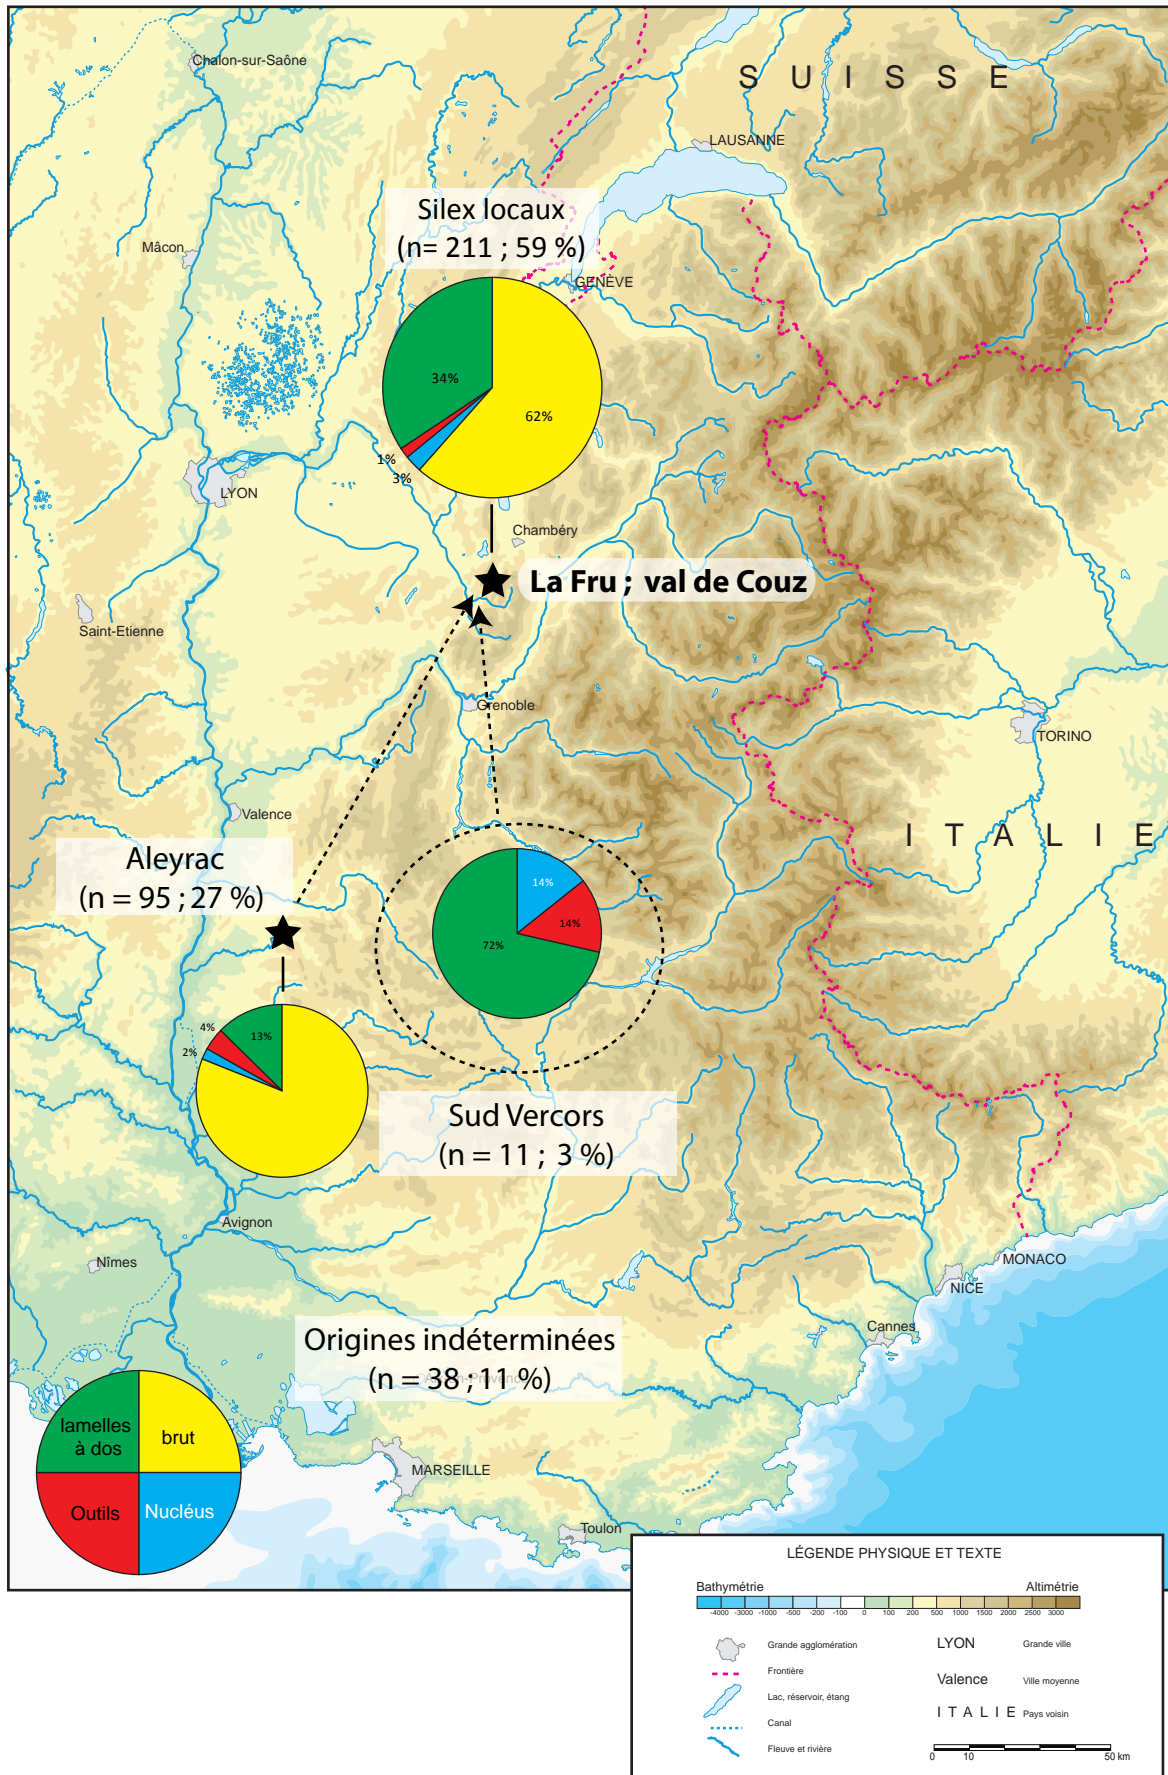 Chalon-sur-Saône
S U I S S E
LAUSANNE
Silex locaux
(n= 211 ; 59 %)
Mâcon
GENÈVE
34%
62%
1%
3%
LYON
Chambéry
La Fru ; val de Couz
Saint-Etienne
Grenoble
TORINO
Valence
I T A L I E
Aleyrac
(n = 95 ; 27 %)
14%
14%
72%
4%
13%
2%
Sud Vercors
(n = 11 ; 3 %)
Avignon
Nîmes
MONACO
NICE
Cannes
Origines indéterminées
(n = 38 ; 11 %)
lamelles
à dos
brut
Outils
Nucléus
MARSEILLE
Toulon
LÉGENDE PHYSIQUE ET TEXTE
Bathymétrie Altimétrie
-4000 -3000 -1000 -500 -200 -100 0 100 200 500 1000 1500 2000 2500 3000
Grande agglomération
LYON Grande ville
Frontière
Valence Ville moyenne
Lac, réservoir, étang
I T A L I E Pays voisin
Canal
Fleuve et rivière
0 10 50 km